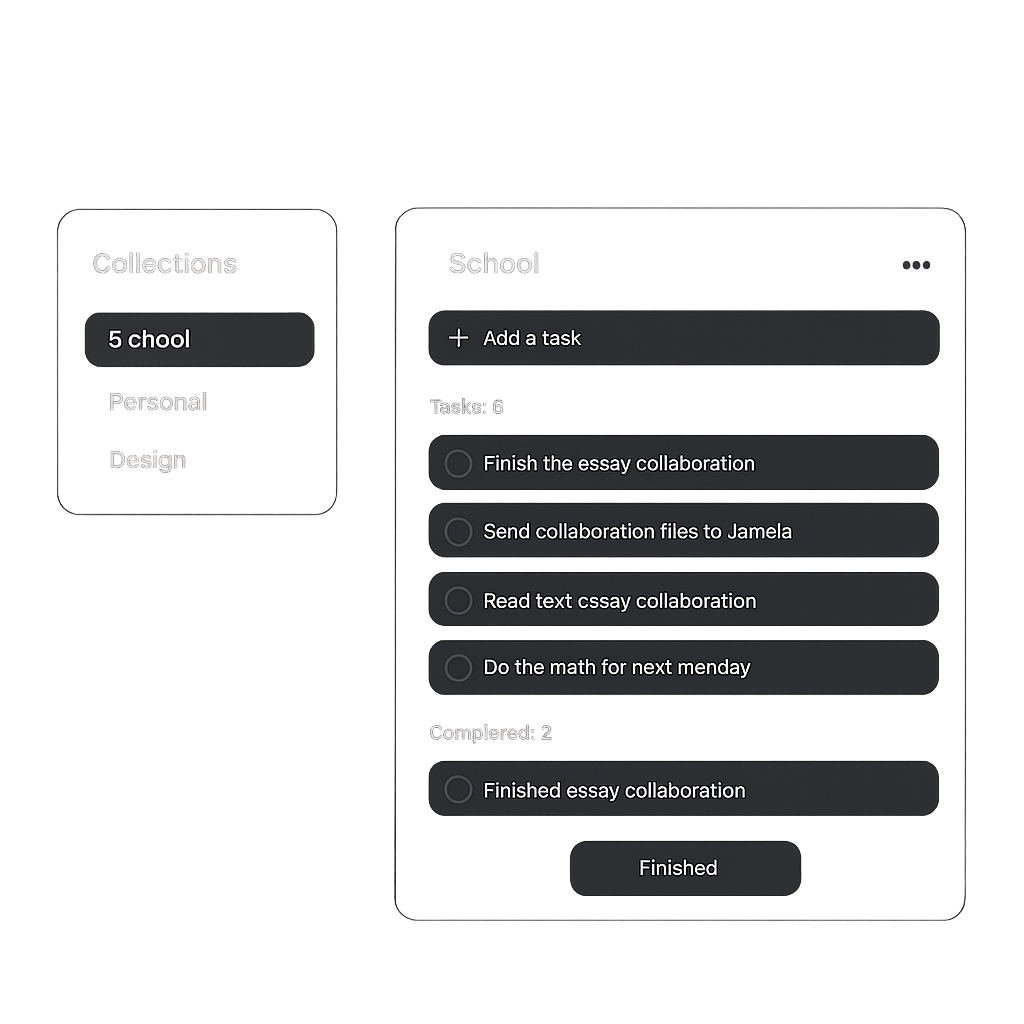 Collections
5 chool
Personal
Design
School
Add a task
Tasks: 6
Finish the essay collaboration
Send collaboration files to Jamela
Read text cssay collaboration
Do the math for next menday
Complered: 2
Finished essay collaboration
Finished